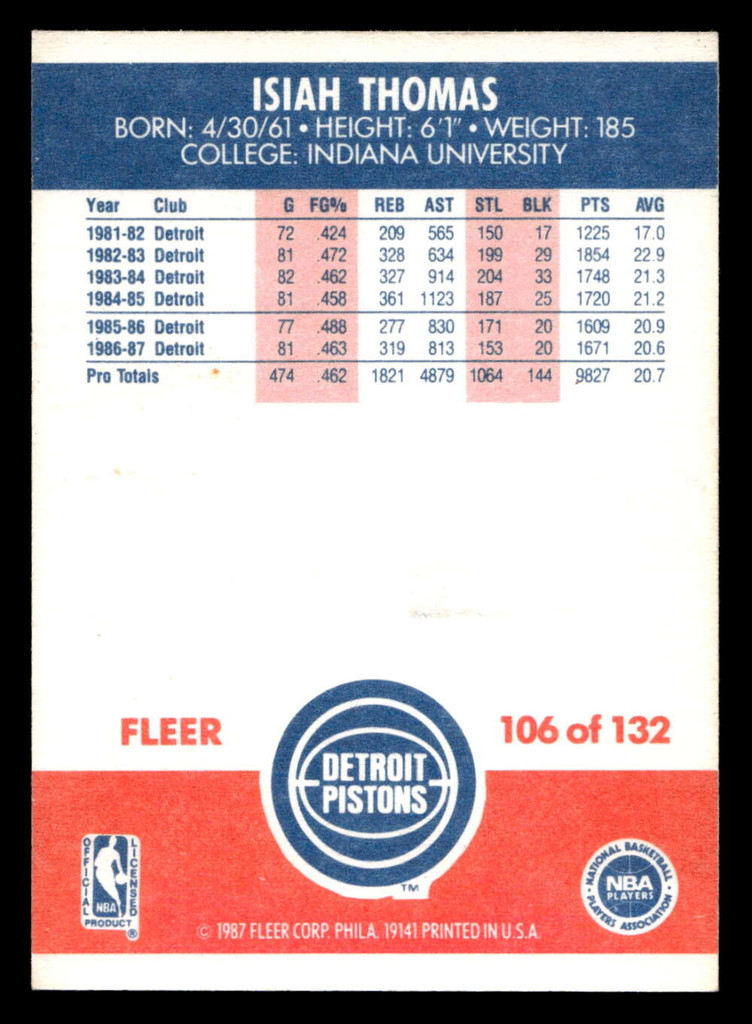 ISIAH THOMAS
BORN: 4/30/61 • HEIGHT: 6'1" • WEIGHT: 185
COLLEGE: INDIANA UNIVERSITY
Year Club G FG% REB AST STL BLK PTS AVG
1981-82 Detroit 72 .424 209 565 150 17 1225 17.0
1982-83 Detroit 81 .472 328 634 199 29 1854 22.9
1983-84 Detroit 82 .462 327 914 204 33 1748 21.3
1984-85 Detroit 81 .458 361 1123 187 25 1720 21.2
1985-86 Detroit 77 .488 277 830 171 20 1609 20.9
1986-87 Detroit 81 .463 319 813 153 20 1671 20.6
Pro Totals 474 .462 1821 4879 1064 144 9827 20.7
FLEER 106 of 132
DETROIT
PISTONS
TM
OFFICIAL LICENSED
NBA
PRODUCT ®
• NATIONAL BASKETBALL •
NBA
PLAYERS
PLAYERS ASSOCIATION
© 1987 FLEER CORP. PHILA. 19141 PRINTED IN U.S.A.